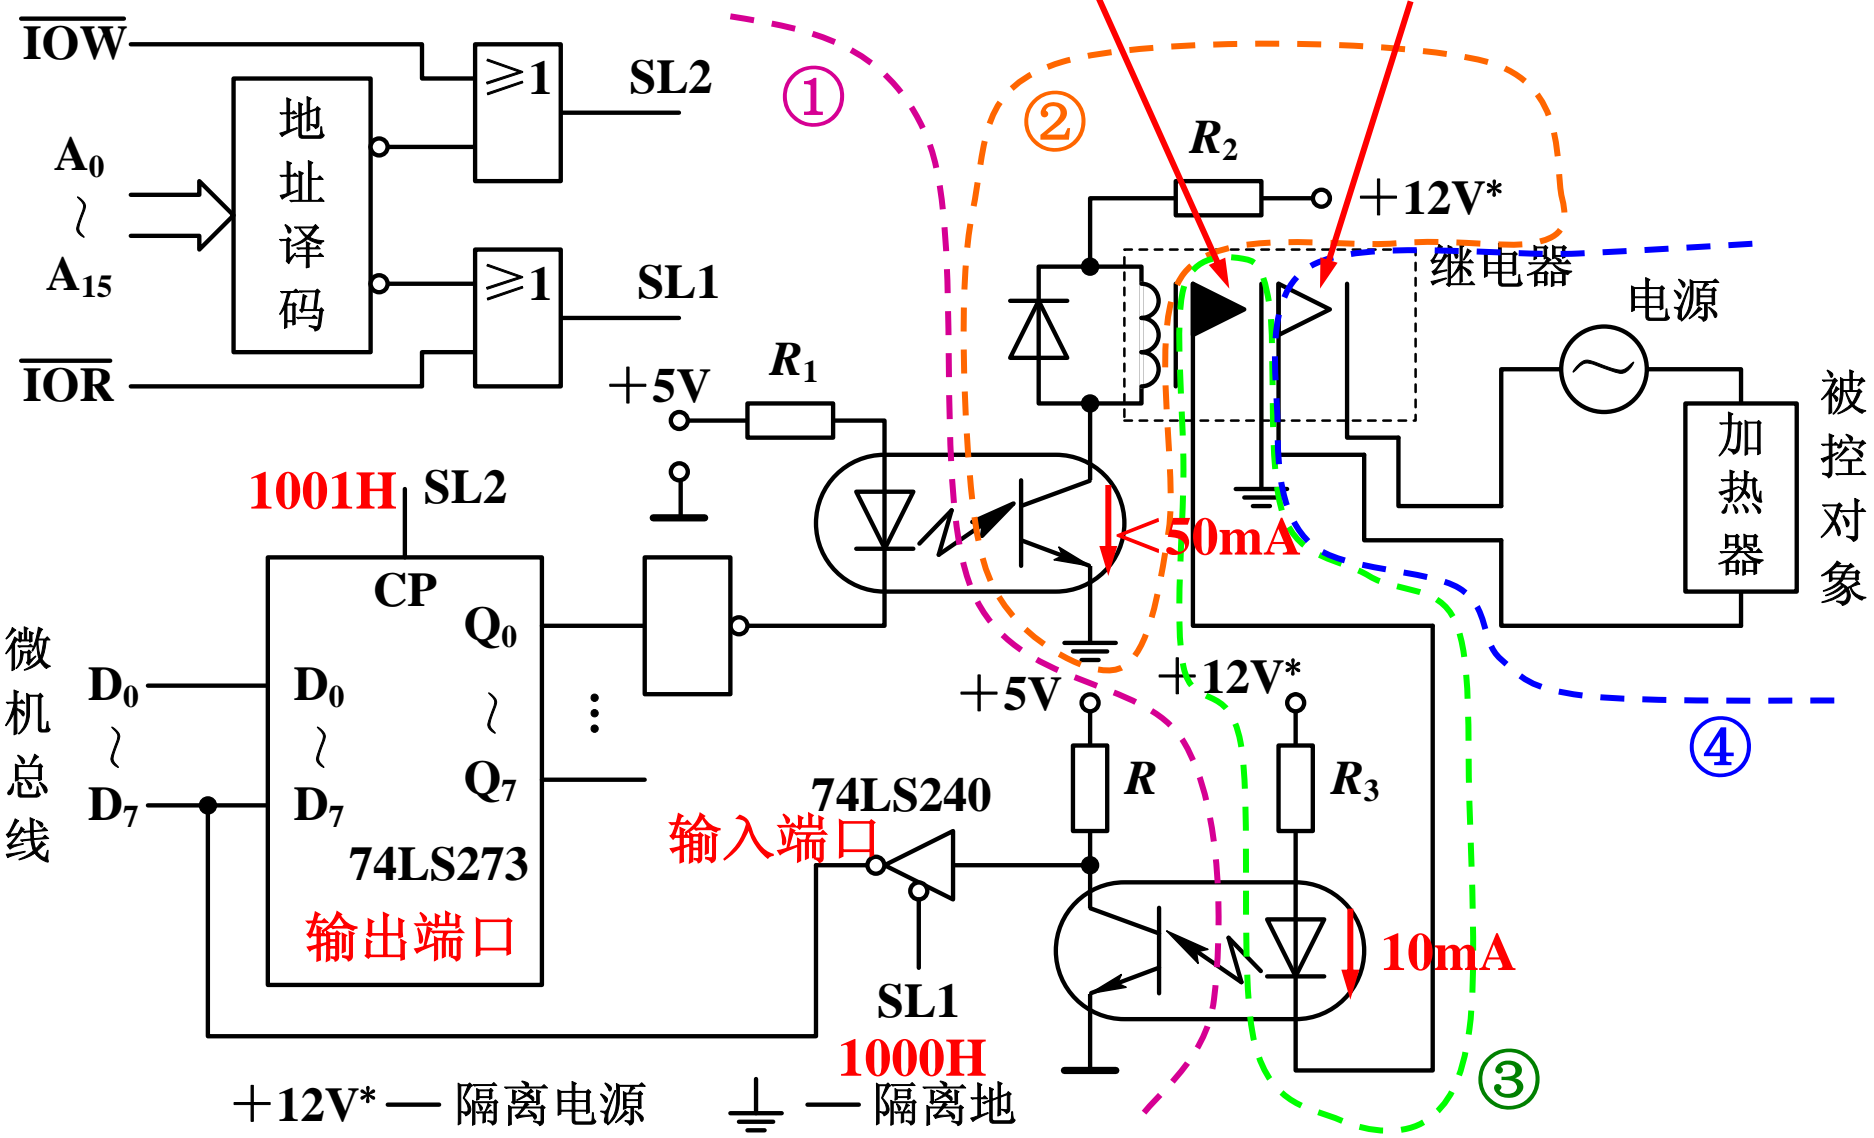 IOW
≥1
SL2
①
②
R2
+12V*
地址译码
A0
~
A15
≥1
SL1
IOR
继电器
电源
+5V
R1
被控对象
加热器
1001H
SL2
<50mA
CP
Q0
微机总线
D0
~
D7
D0
~
D7
~
⋮
Q7
+5V
+12V*
④
74LS240
R
R3
输入端口
74LS273
输出端口
10mA
SL1
1000H
③
+12V* — 隔离电源
— 隔离地